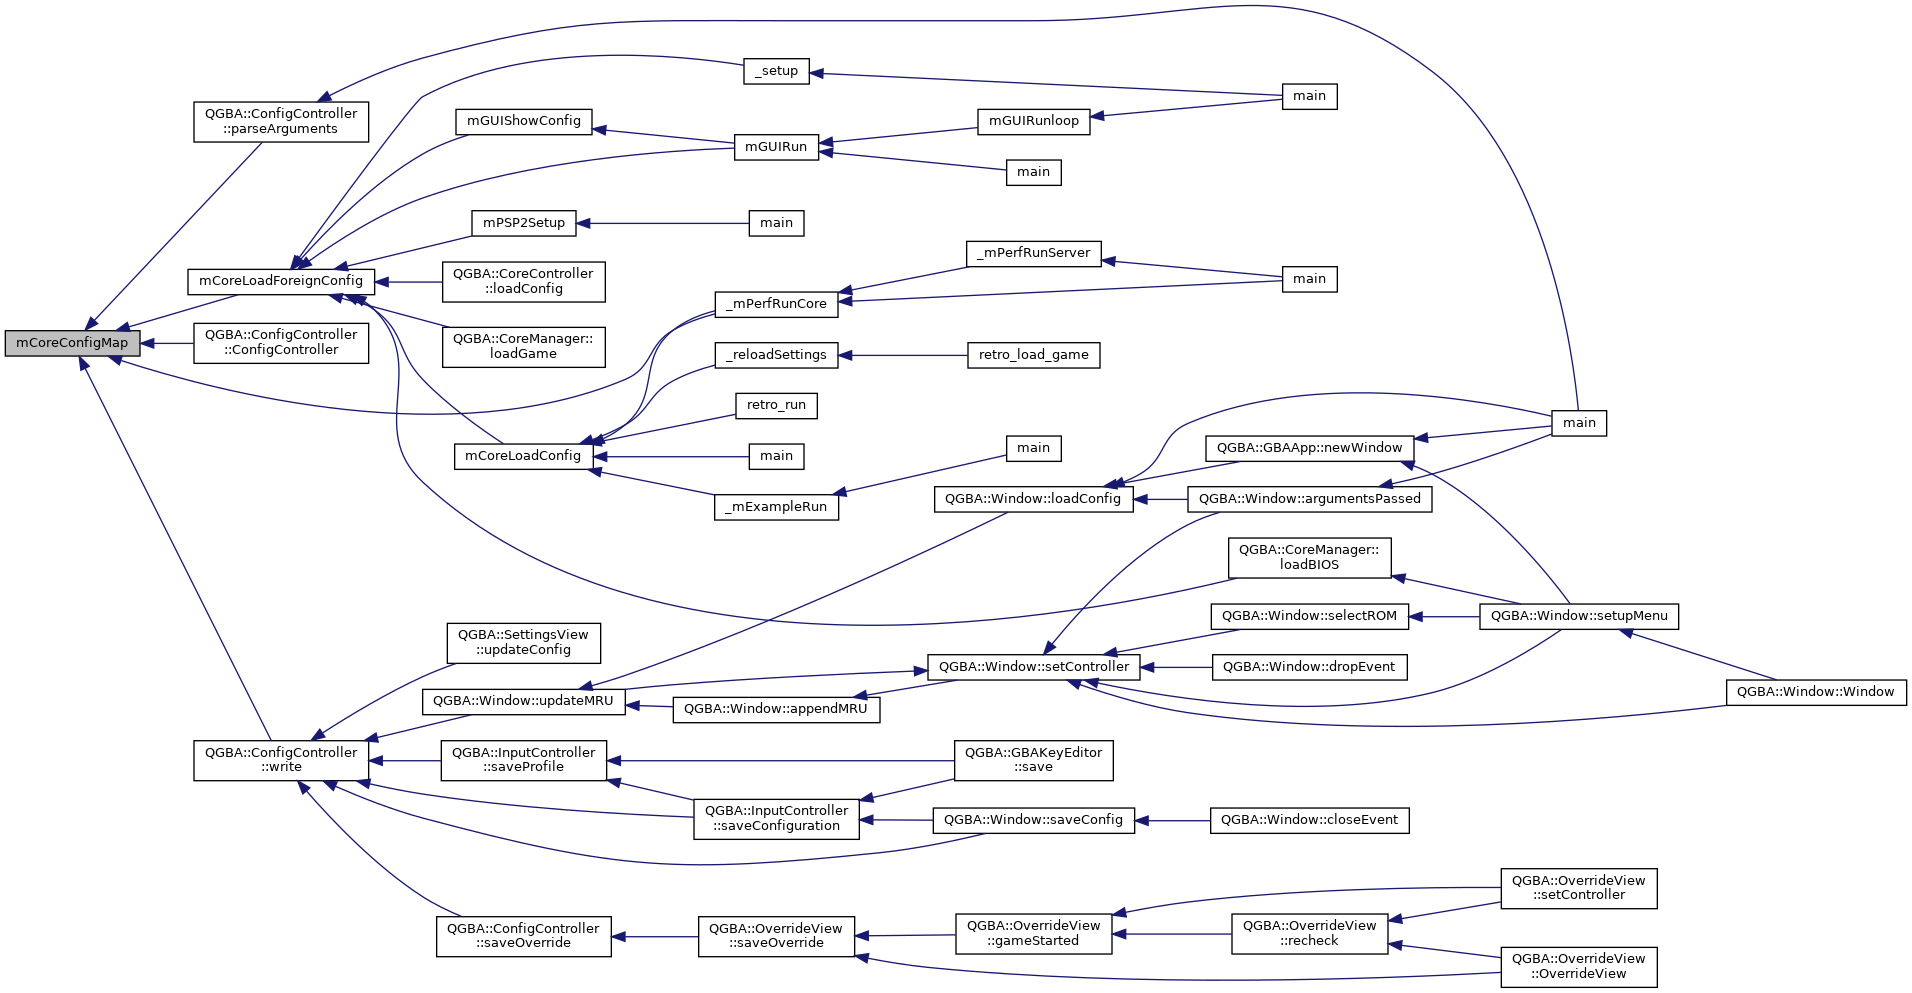 mCoreConfigMap
QGBA::ConfigController
::parseArguments
mCoreLoadForeignConfig
QGBA::ConfigController
::ConfigController
QGBA::ConfigController
::write
_setup
mGUIShowConfig
mGUIRun
mGUIRunloop
main
main
mPSP2Setup
main
QGBA::CoreController
::loadConfig
QGBA::CoreManager::
loadGame
_mPerfRunCore
_mPerfRunServer
main
_reloadSettings
retro_load_game
retro_run
mCoreLoadConfig
main
_mExampleRun
main
QGBA::Window::loadConfig
QGBA::GBAApp::newWindow
QGBA::Window::argumentsPassed
main
QGBA::CoreManager::
loadBIOS
QGBA::Window::selectROM
QGBA::Window::setupMenu
QGBA::Window::setController
QGBA::Window::dropEvent
QGBA::Window::Window
QGBA::SettingsView
::updateConfig
QGBA::Window::updateMRU
QGBA::Window::appendMRU
QGBA::InputController
::saveProfile
QGBA::GBAKeyEditor
::save
QGBA::InputController
::saveConfiguration
QGBA::Window::saveConfig
QGBA::Window::closeEvent
QGBA::ConfigController
::saveOverride
QGBA::OverrideView
::saveOverride
QGBA::OverrideView
::gameStarted
QGBA::OverrideView
::recheck
QGBA::OverrideView
::setController
QGBA::OverrideView
::OverrideView